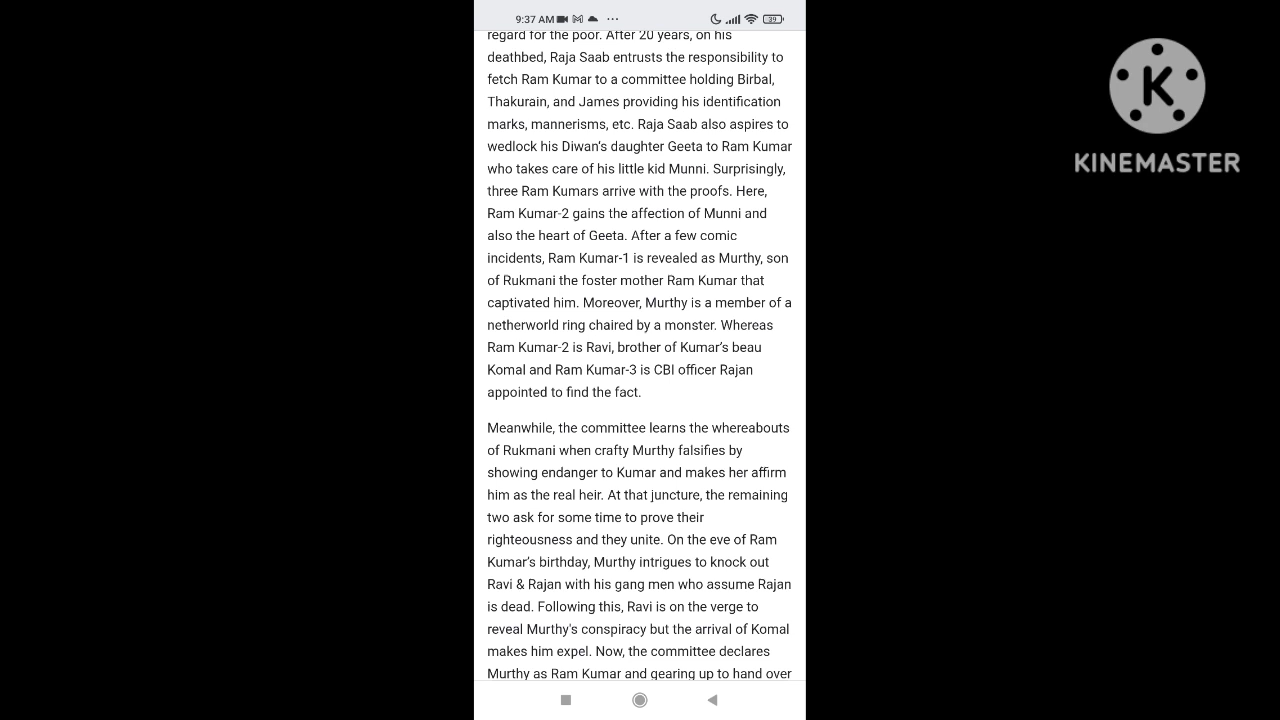 9:37 AM
39
regard for the poor. After 20 years, on his
deathbed, Raja Saab entrusts the responsibility to
fetch Ram Kumar to a committee holding Birbal,
Thakurain, and James providing his identification
marks, mannerisms, etc. Raja Saab also aspires to
wedlock his Diwan's daughter Geeta to Ram Kumar
who takes care of his little kid Munni. Surprisingly,
three Ram Kumars arrive with the proofs. Here,
Ram Kumar-2 gains the affection of Munni and
also the heart of Geeta. After a few comic
incidents, Ram Kumar-1 is revealed as Murthy, son
of Rukmani the foster mother Ram Kumar that
captivated him. Moreover, Murthy is a member of a
netherworld ring chaired by a monster. Whereas
Ram Kumar-2 is Ravi, brother of Kumar’s beau
Komal and Ram Kumar-3 is CBI officer Rajan
appointed to find the fact.
Meanwhile, the committee learns the whereabouts
of Rukmani when crafty Murthy falsifies by
showing endanger to Kumar and makes her affirm
him as the real heir. At that juncture, the remaining
two ask for some time to prove their
righteousness and they unite. On the eve of Ram
Kumar’s birthday, Murthy intrigues to knock out
Ravi & Rajan with his gang men who assume Rajan
is dead. Following this, Ravi is on the verge to
reveal Murthy's conspiracy but the arrival of Komal
makes him expel. Now, the committee declares
Murthy as Ram Kumar and gearing up to hand over
K
KINEMASTER